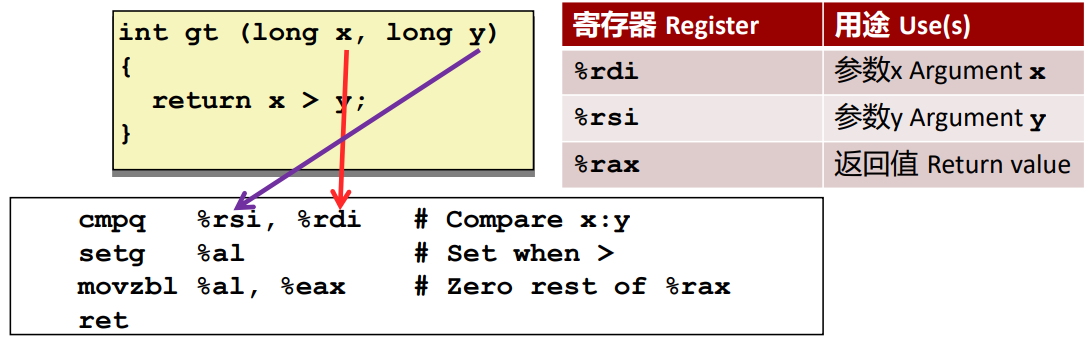 int gt (long x, long y)
{
  return x > y;
}
寄存器 Register 用途 Use(s)
%rdi 参数x Argument x
%rsi 参数y Argument y
%rax 返回值 Return value
cmpq %rsi, %rdi # Compare x:y
setg %al # Set when >
movzbl %al, %eax # Zero rest of %rax
ret